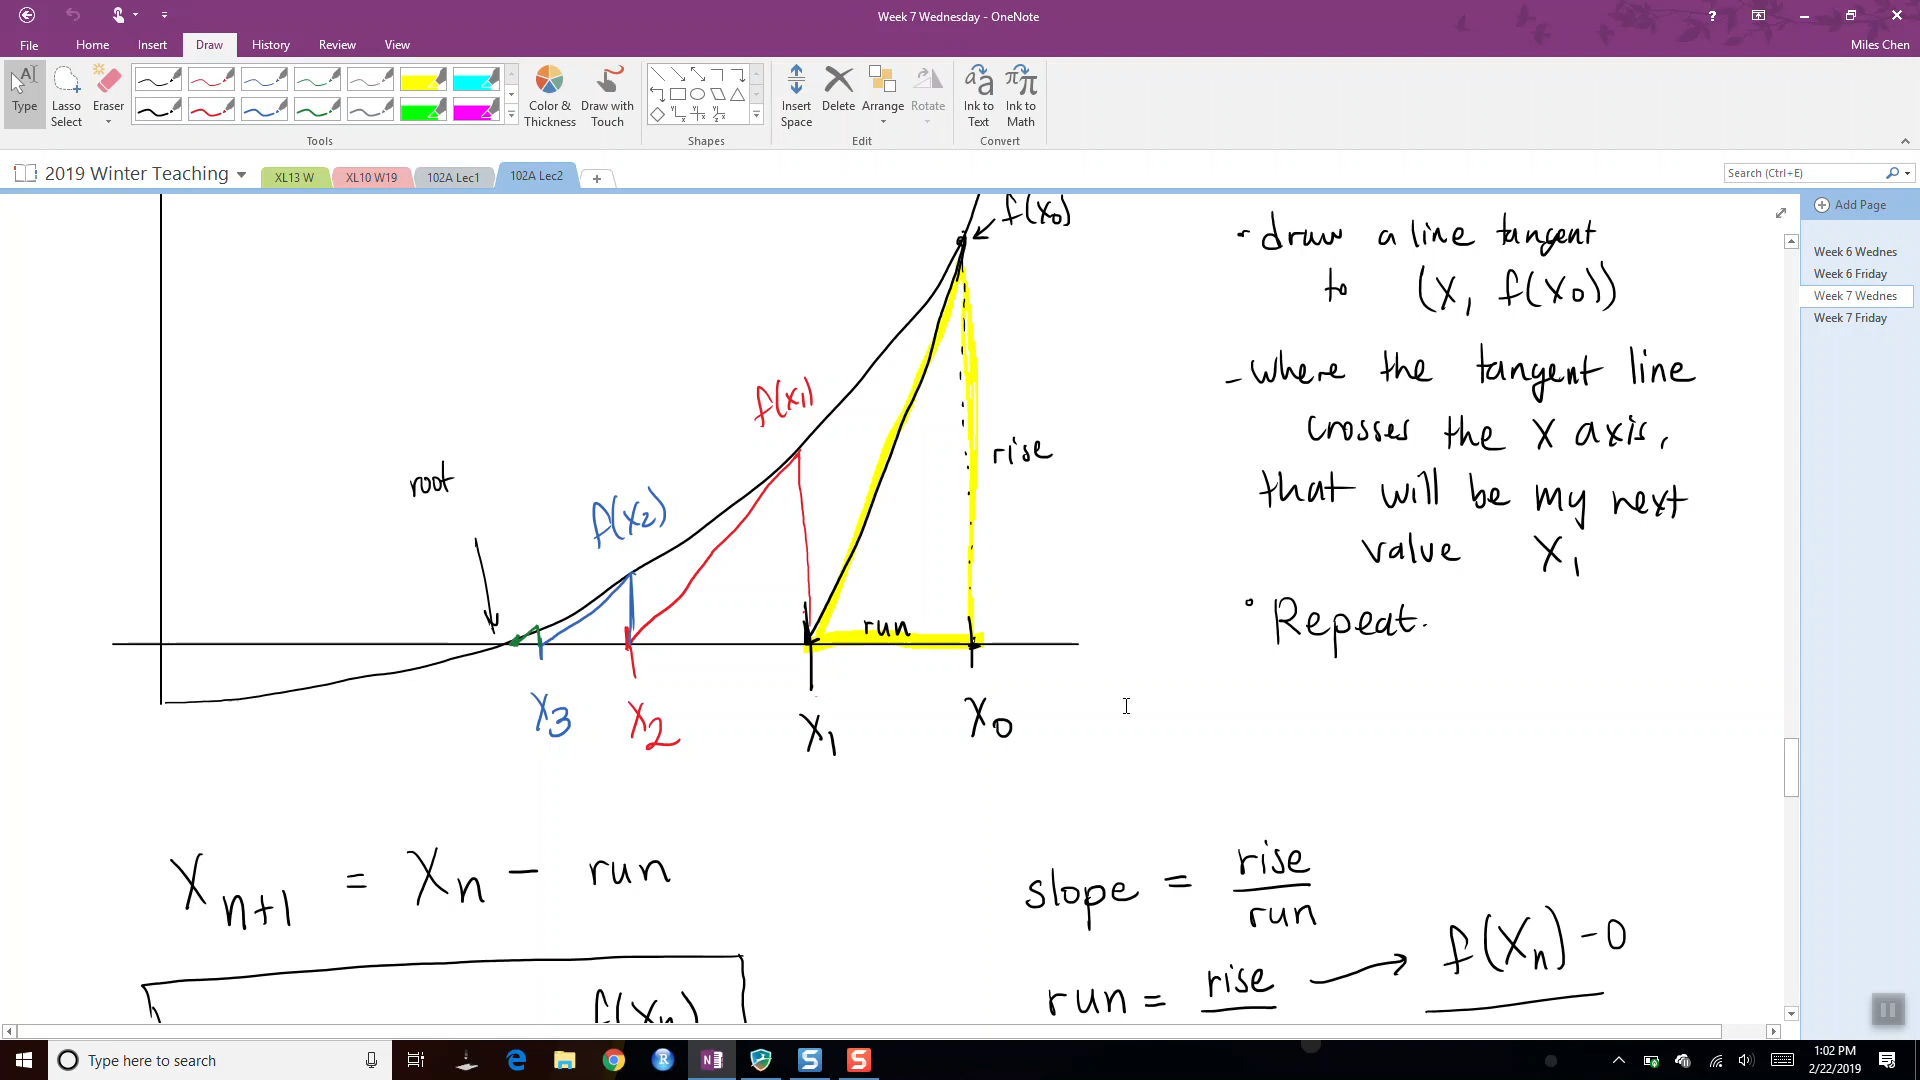 Week 7 Wednesday - OneNote
?
File
Home
Insert
Draw
History
Review
View
Miles Chen
Type
Lasso Select
Eraser
Color & Thickness
Draw with Touch
Insert Space
Delete
Arrange
Rotate
Ink to Text
Ink to Math
Tools
Shapes
Edit
Convert
2019 Winter Teaching
XL13 W
XL10 W19
102A Lec1
102A Lec2
Search (Ctrl+E)
Add Page
Week 6 Wednes
Week 6 Friday
Week 7 Wednes
Week 7 Friday
f(x0)
f(x1)
f(x2)
root
rise
run
x3
x2
x1
x0
• draw a line tangent
to (x, f(x0))
- where the tangent line
crosses the x axis,
that will be my next
value x1
• Repeat.
xn+1 = xn - run
slope = rise
run
run = rise → f(xn) - 0
f(xn)
Type here to search
1:02 PM
2/22/2019